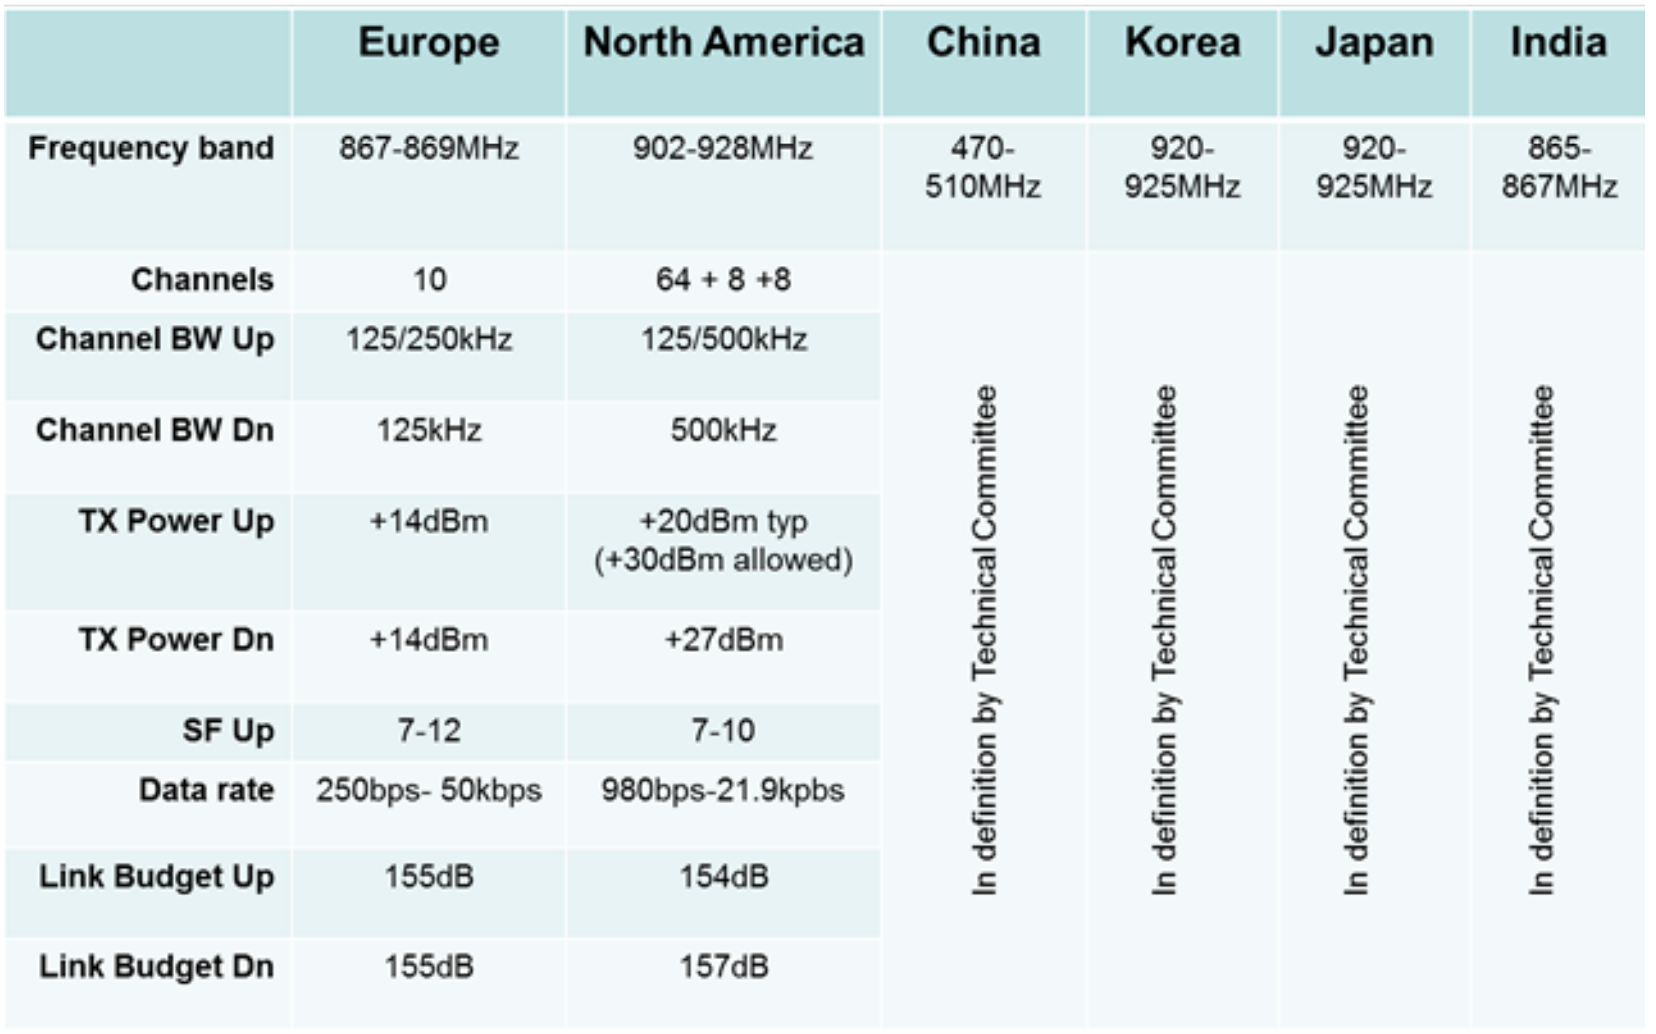 Europe North America China Korea Japan India
Frequency band 867-869MHz 902-928MHz 470- 920- 920- 865-
510MHz 925MHz 925MHz 867MHz
Channels 10 64 + 8 +8
Channel BW Up 125/250kHz 125/500kHz
Channel BW Dn 125kHz 500kHz
TX Power Up +14dBm +20dBm typ
(+30dBm allowed)
TX Power Dn +14dBm +27dBm
SF Up 7-12 7-10
Data rate 250bps- 50kbps 980bps-21.9kpbs
Link Budget Up 155dB 154dB
Link Budget Dn 155dB 157dB
In definition by Technical Committee
In definition by Technical Committee
In definition by Technical Committee
In definition by Technical Committee